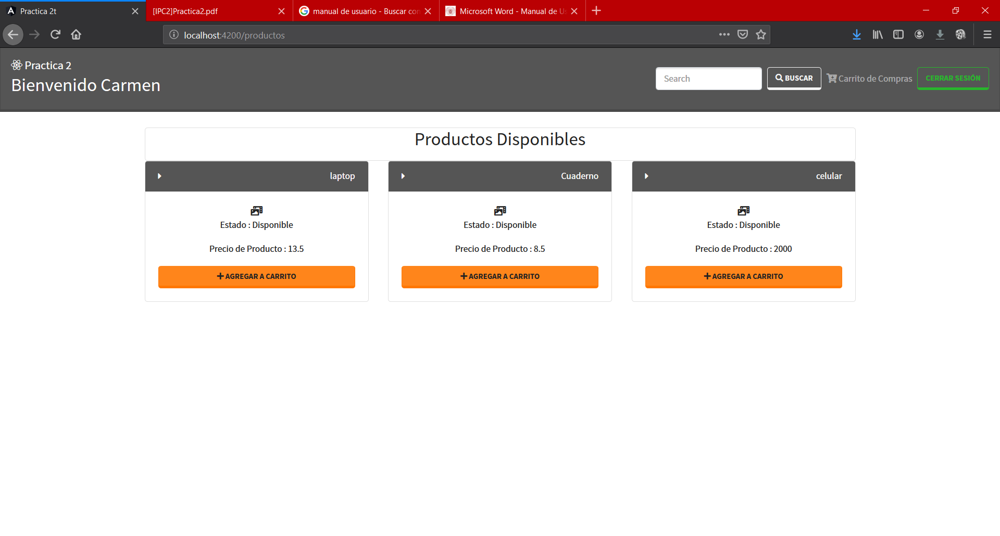 Practica 2t
[IPC2]Practica2.pdf
manual de usuario - Buscar con
Microsoft Word - Manual de Us
localhost:4200/productos
Practica 2
Bienvenido Carmen
Search
BUSCAR
Carrito de Compras
CERRAR SESIÓN
Productos Disponibles
laptop
Estado : Disponible
Precio de Producto : 13.5
AGREGAR A CARRITO
Cuaderno
Estado : Disponible
Precio de Producto : 8.5
AGREGAR A CARRITO
celular
Estado : Disponible
Precio de Producto : 2000
AGREGAR A CARRITO